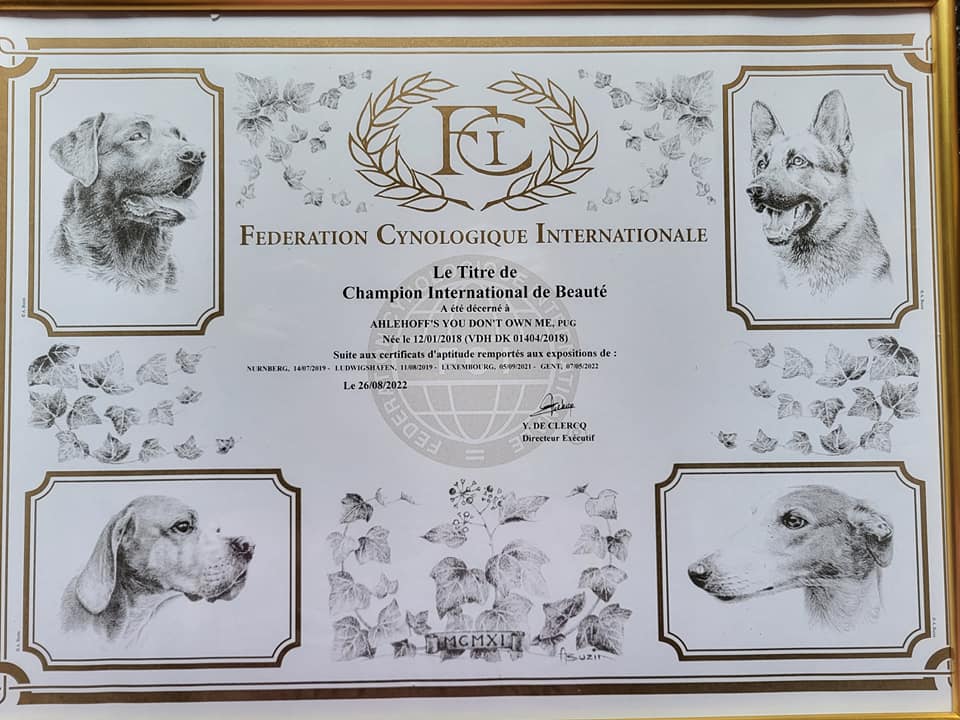 FCI
FEDERATION CYNOLOGIQUE INTERNATIONALE
Le Titre de
Champion International de Beauté
A été décerné à
AHLEHOFF'S YOU DON'T OWN ME, PUG
Née le 12/01/2018 (VDH DK 01404/2018)
Suite aux certificats d'aptitude remportés aux expositions de :
NURNBERG, 14/07/2019 - LUDWIGSHAFEN, 11/08/2019 - LUXEMBOURG, 05/09/2021 - GENT, 07/05/2022
Le 26/08/2022
Y. DE CLERCQ
Directeur Exécutif
MCMXI